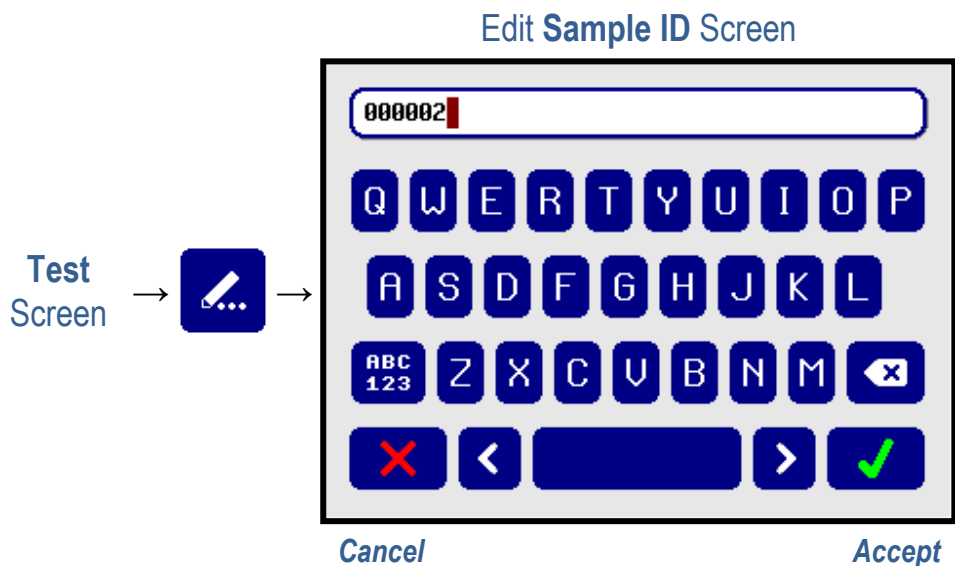 Edit Sample ID Screen
000002
Q W E R T Y U I O P
Test
Screen
A S D F G H J K L
ABC
123
Z X C V B N M
Cancel
Accept